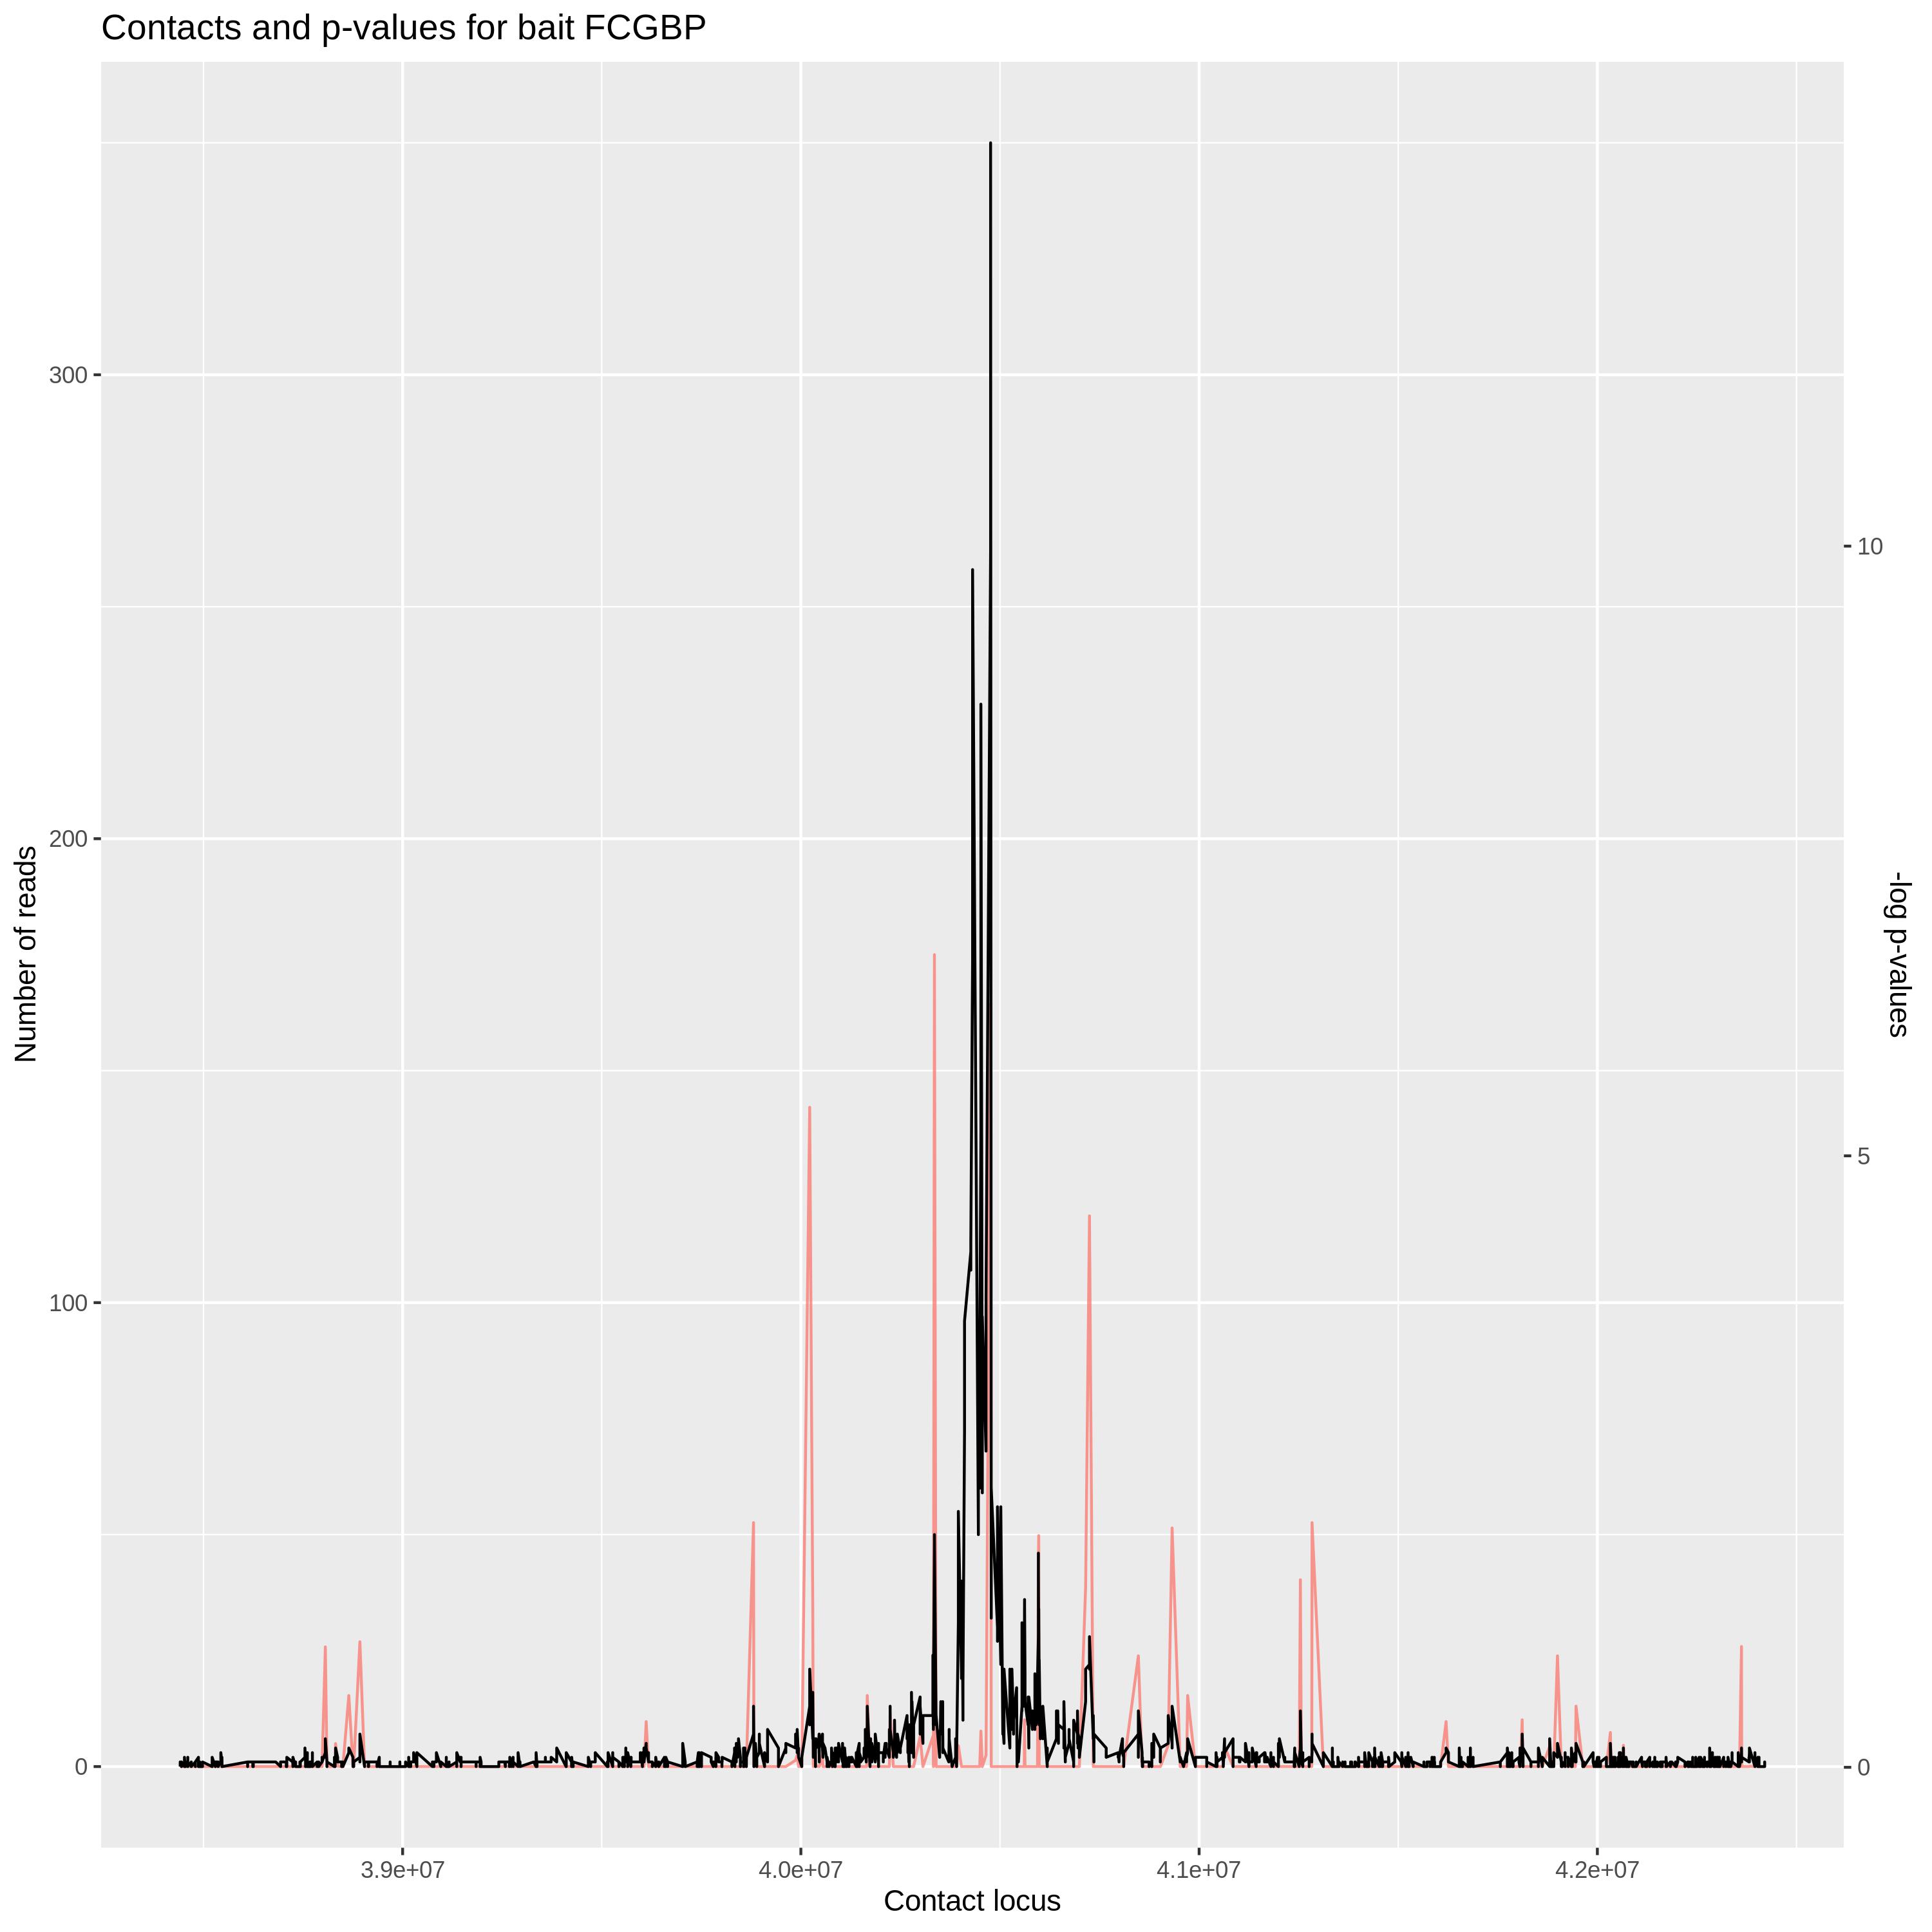 Contacts and p-values for bait FCGBP
300
200
100
0
Number of reads
10
5
0
-log p-values
3.9e+07 4.0e+07 4.1e+07 4.2e+07
Contact locus